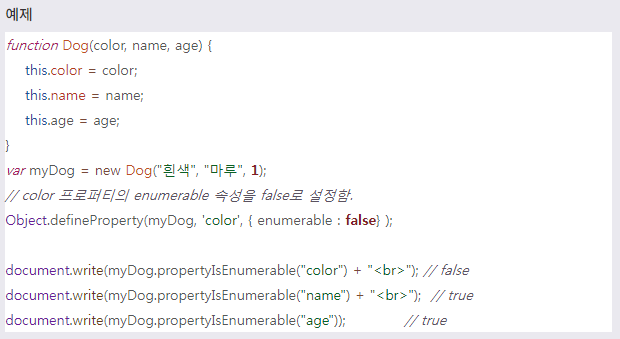 예제
function Dog(color, name, age) {
this.color = color;
this.name = name;
this.age = age;
}
var myDog = new Dog("흰색", "마루", 1);
// color 프로퍼티의 enumerable 속성을 false로 설정함.
Object.defineProperty(myDog, 'color', { enumerable : false} );
document.write(myDog.propertyIsEnumerable("color") + "<br>"); // false
document.write(myDog.propertyIsEnumerable("name") + "<br>"); // true
document.write(myDog.propertyIsEnumerable("age")); // true